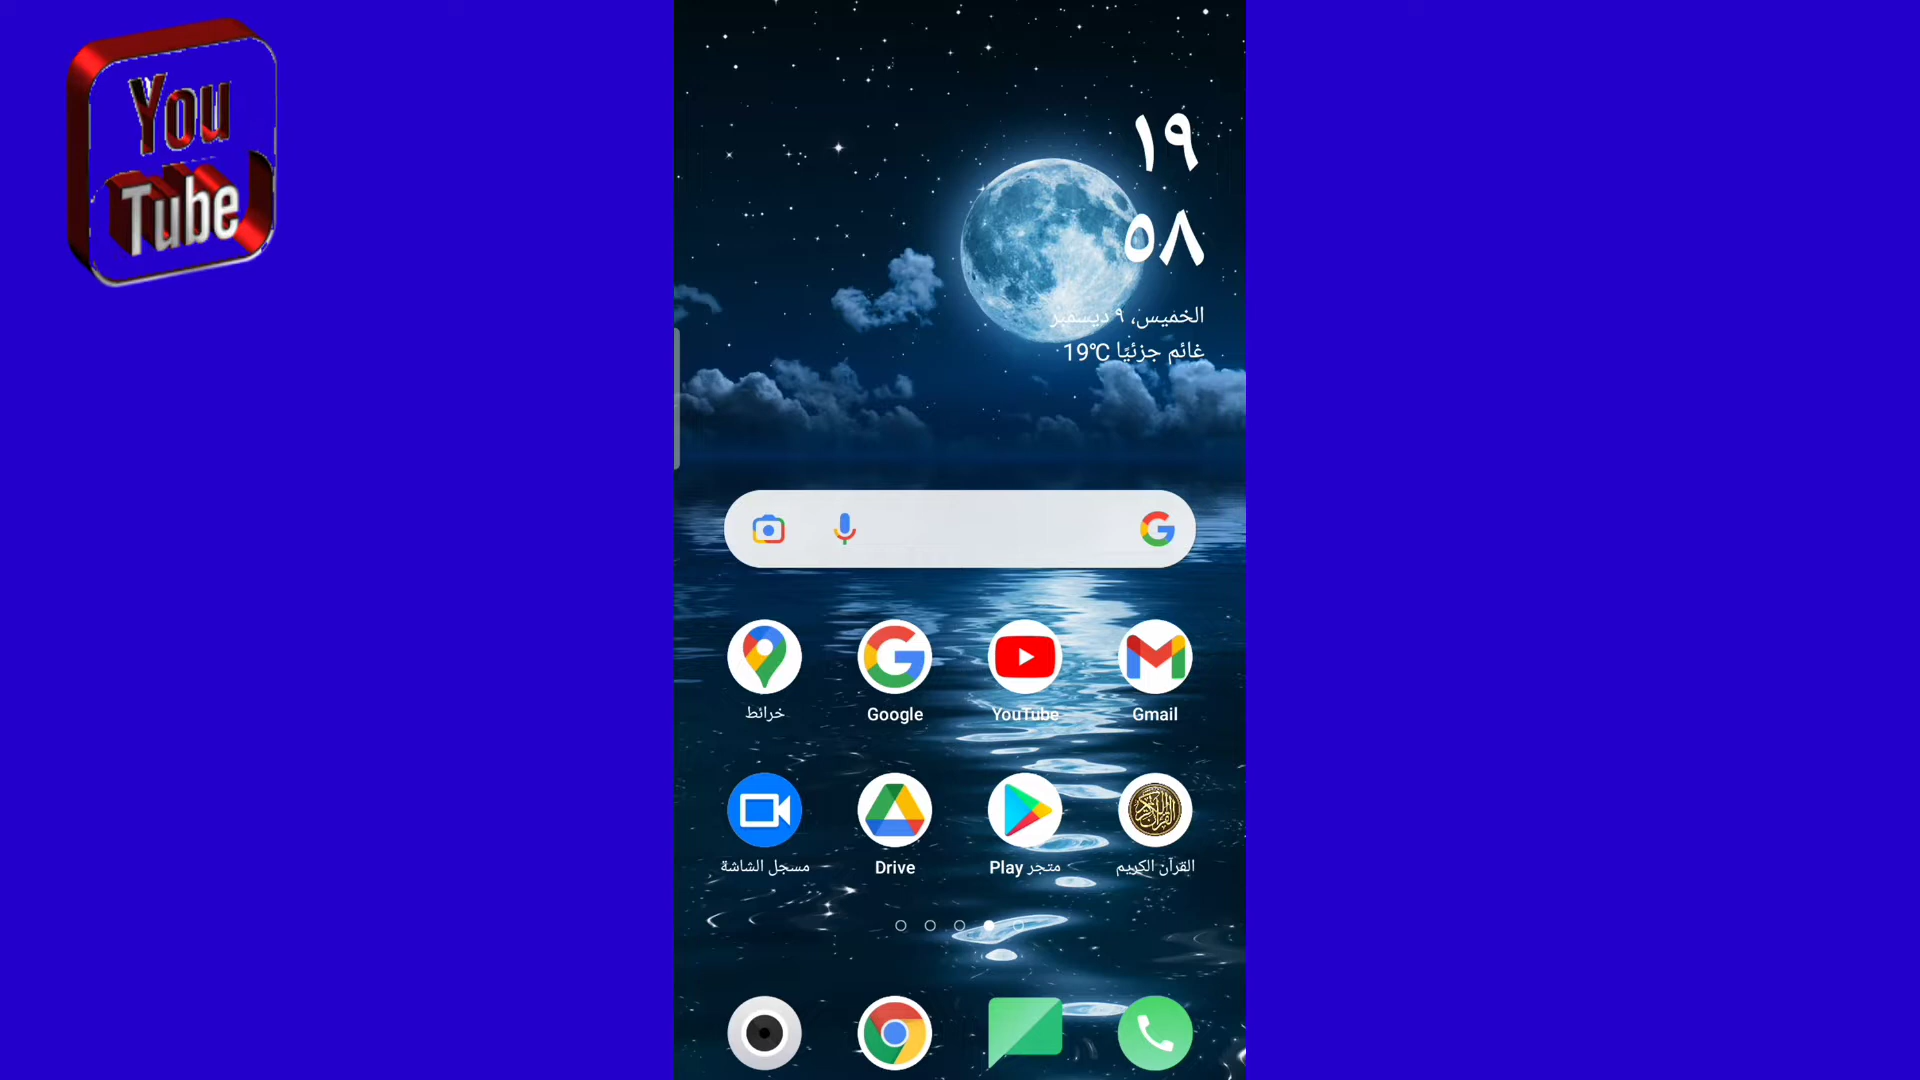 You
Tube
١٩
٥٨
الخميس، ٩ ديسمبر
غائم جزئيًا 19℃
خرائط
Google
YouTube
Gmail
مسجل الشاشة
Drive
متجر Play
القرآن الكريم